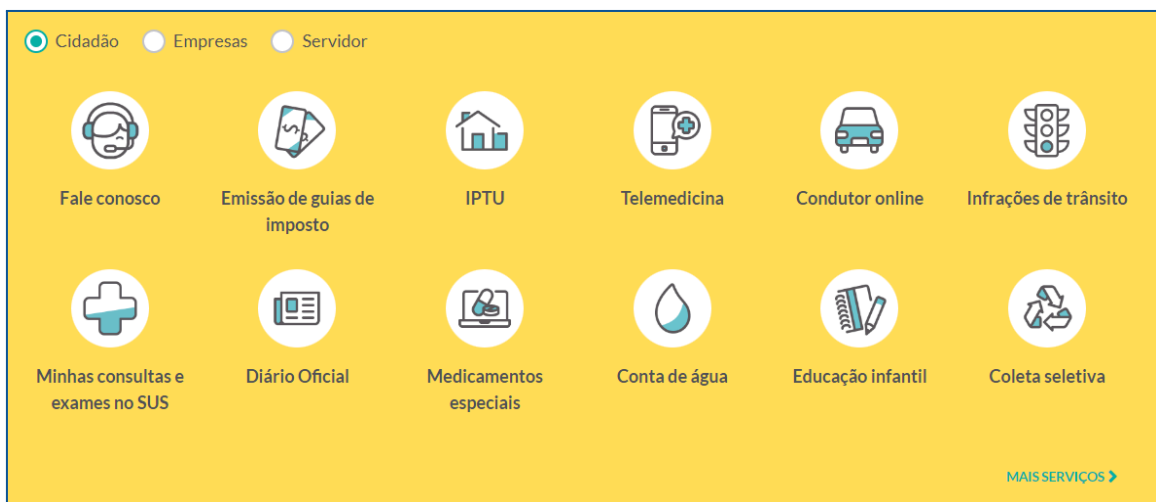 Cidadão Empresas Servidor
Fale conosco Emissão de guias de IPTU Telemedicina Condutor online Infrações de trânsito
imposto
Minhas consultas e Diário Oficial Medicamentos Conta de água Educação infantil Coleta seletiva
exames no SUS especiais
MAIS SERVIÇOS